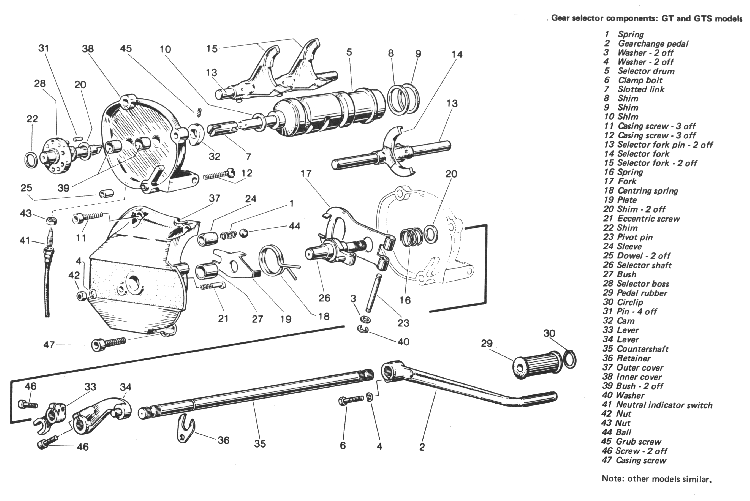 Gear selector components: GT and GTS models
1 Spring
2 Gearchange pedal
3 Washer - 2 off
4 Washer - 2 off
5 Selector drum
6 Clamp bolt
7 Slotted link
8 Shim
9 Shim
10 Shim
11 Casing screw - 3 off
12 Casing screw - 3 off
13 Selector fork pin - 2 off
14 Selector fork
15 Selector fork - 2 off
16 Spring
17 Fork
18 Centring spring
19 Plate
20 Shim - 2 off
21 Eccentric screw
22 Shim
23 Pivot pin
24 Sleeve
25 Dowel - 2 off
26 Selector shaft
27 Bush
28 Selector boss
29 Pedal rubber
30 Circlip
31 Pin - 4 off
32 Cam
33 Lever
34 Lever
35 Countershaft
36 Retainer
37 Outer cover
38 Inner cover
39 Bush - 2 off
40 Washer
41 Neutral indicator switch
42 Nut
43 Nut
44 Ball
45 Grub screw
46 Screw - 2 off
47 Casing screw
Note: other models similar.
31 38 45 10 15 5 8 9 14
28 20 13 13
22 32 7
39 12 17
25 24 1 20
43 37 44
41 11
4
42 26 16
21 27 19 18 3 23
47 40 29 30
46 33 34
46 36 35 6 4 2